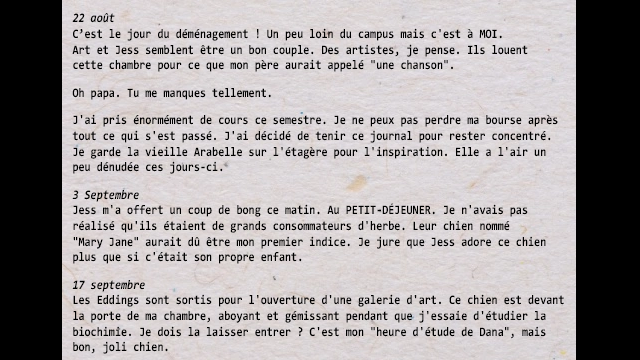 22 août
C’est le jour du déménagement ! Un peu loin du campus mais c'est à MOI.
Art et Jess semblent être un bon couple. Des artistes, je pense. Ils louent
cette chambre pour ce que mon père aurait appelé "une chanson".
Oh papa. Tu me manques tellement.
J'ai pris énormément de cours ce semestre. Je ne peux pas perdre ma bourse après
tout ce qui s'est passé. J'ai décidé de tenir ce journal pour rester concentré.
Je garde la vieille Arabelle sur l'étagère pour l'inspiration. Elle a l'air un
peu dénudée ces jours-ci.
3 Septembre
Jess m'a offert un coup de bong ce matin. Au PETIT-DÉJEUNER. Je n'avais pas
réalisé qu'ils étaient de grands consommateurs d'herbe. Leur chien nommé
"Mary Jane" aurait dû être mon premier indice. Je jure que Jess adore ce chien
plus que si c'était son propre enfant.
17 septembre
Les Eddings sont sortis pour l'ouverture d'une galerie d'art. Ce chien est devant
la porte de ma chambre, aboyant et gémissant pendant que j'essaie d'étudier la
biochimie. Je dois la laisser entrer ? C'est mon "heure d'étude de Dana", mais
bon, joli chien.